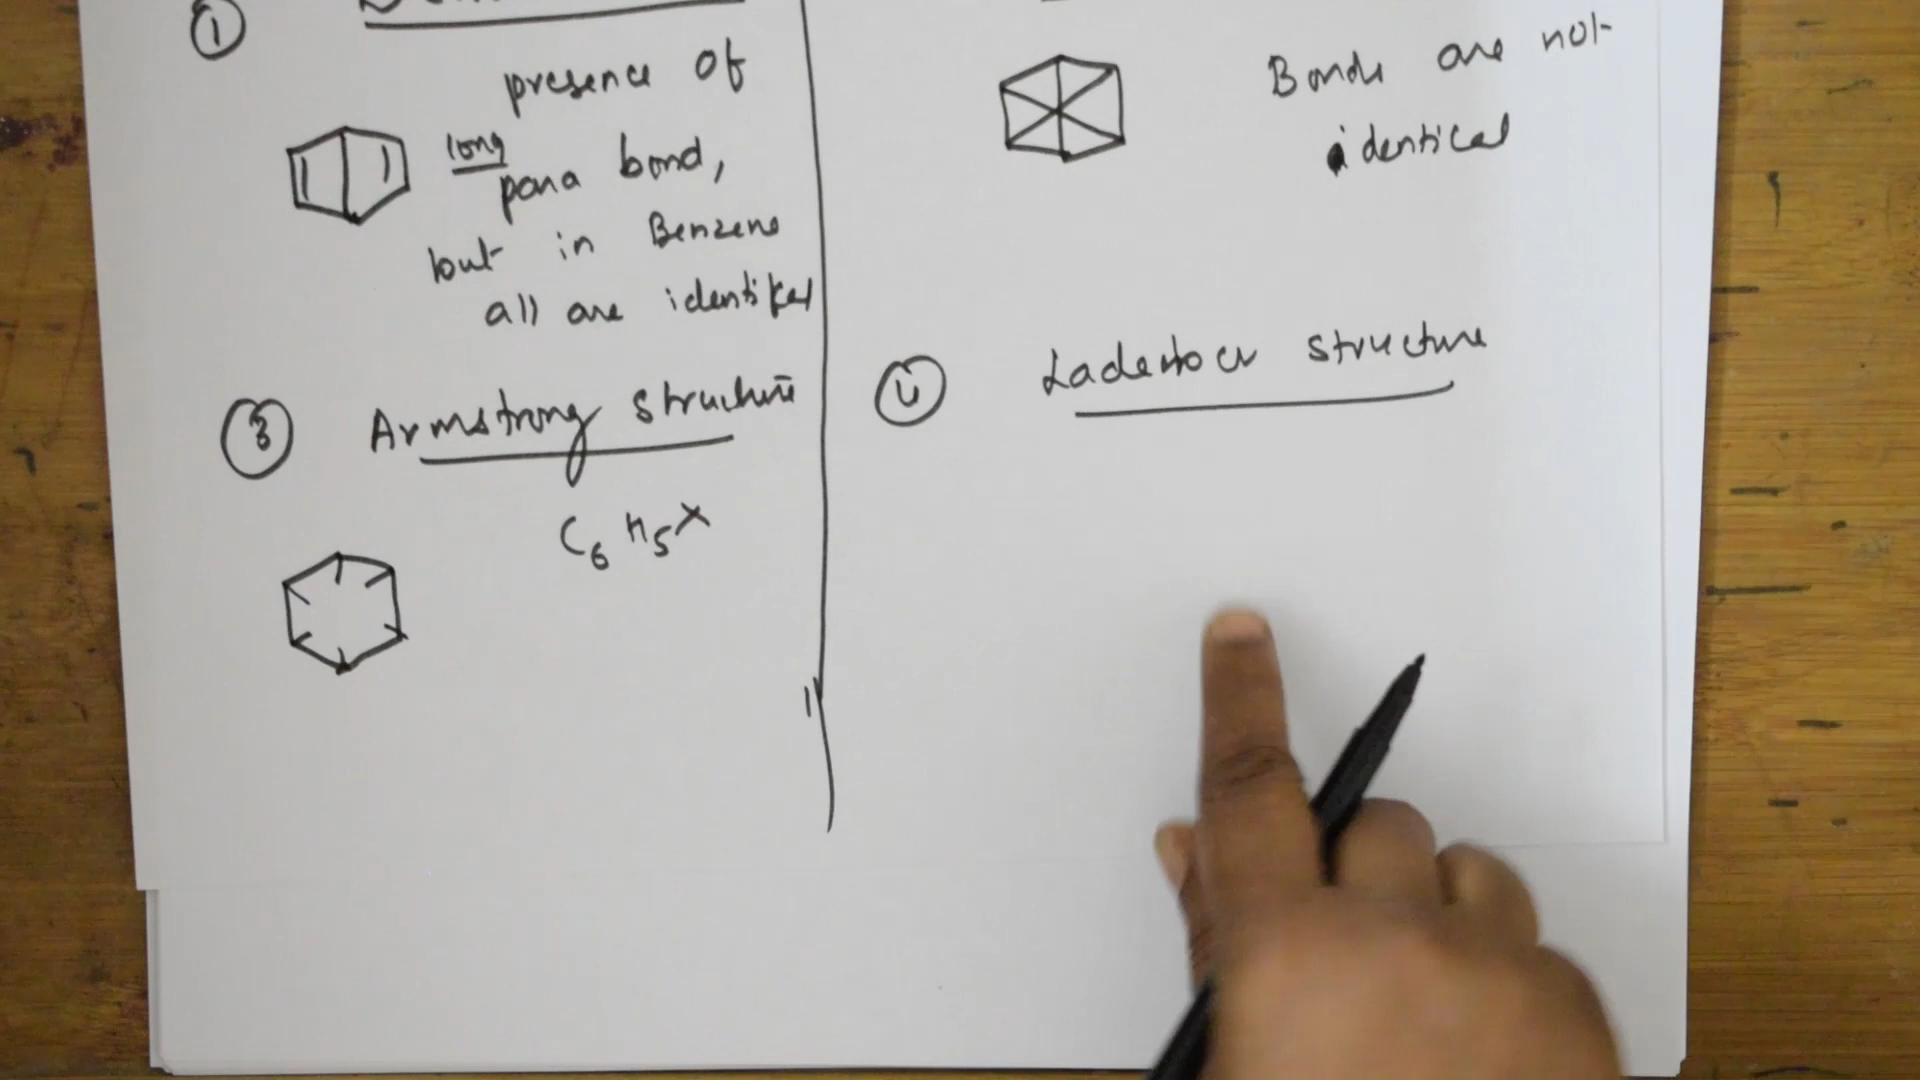 ①
presence of
long
para bond,
but in Benzene
all are identical
Bonds are not
identical
③ Armstrong structure
C₆H₅X
④ structure